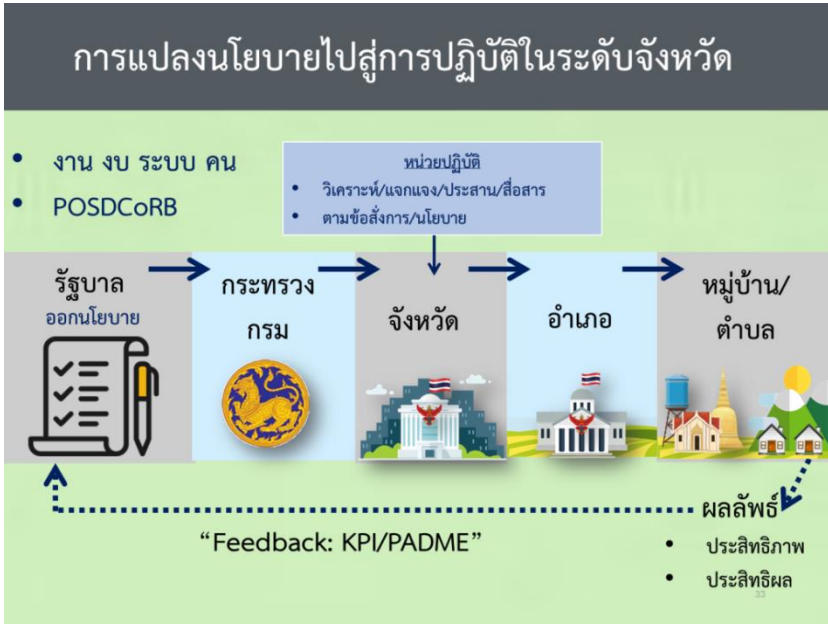 การแปลงนโยบายไปสู่การปฏิบัติในระดับจังหวัด
• งาน งบ ระบบ คน
• POSDCoRB
หน่วยปฏิบัติ
• วิเคราะห์/แจกแจง/ประสาน/สื่อสาร
• ตามข้อสั่งการ/นโยบาย
รัฐบาล
ออกนโยบาย
กระทรวง
กรม
จังหวัด
อำเภอ
หมู่บ้าน/
ตำบล
ผลลัพธ์
• ประสิทธิภาพ
• ประสิทธิผล
“Feedback: KPI/PADME”
33